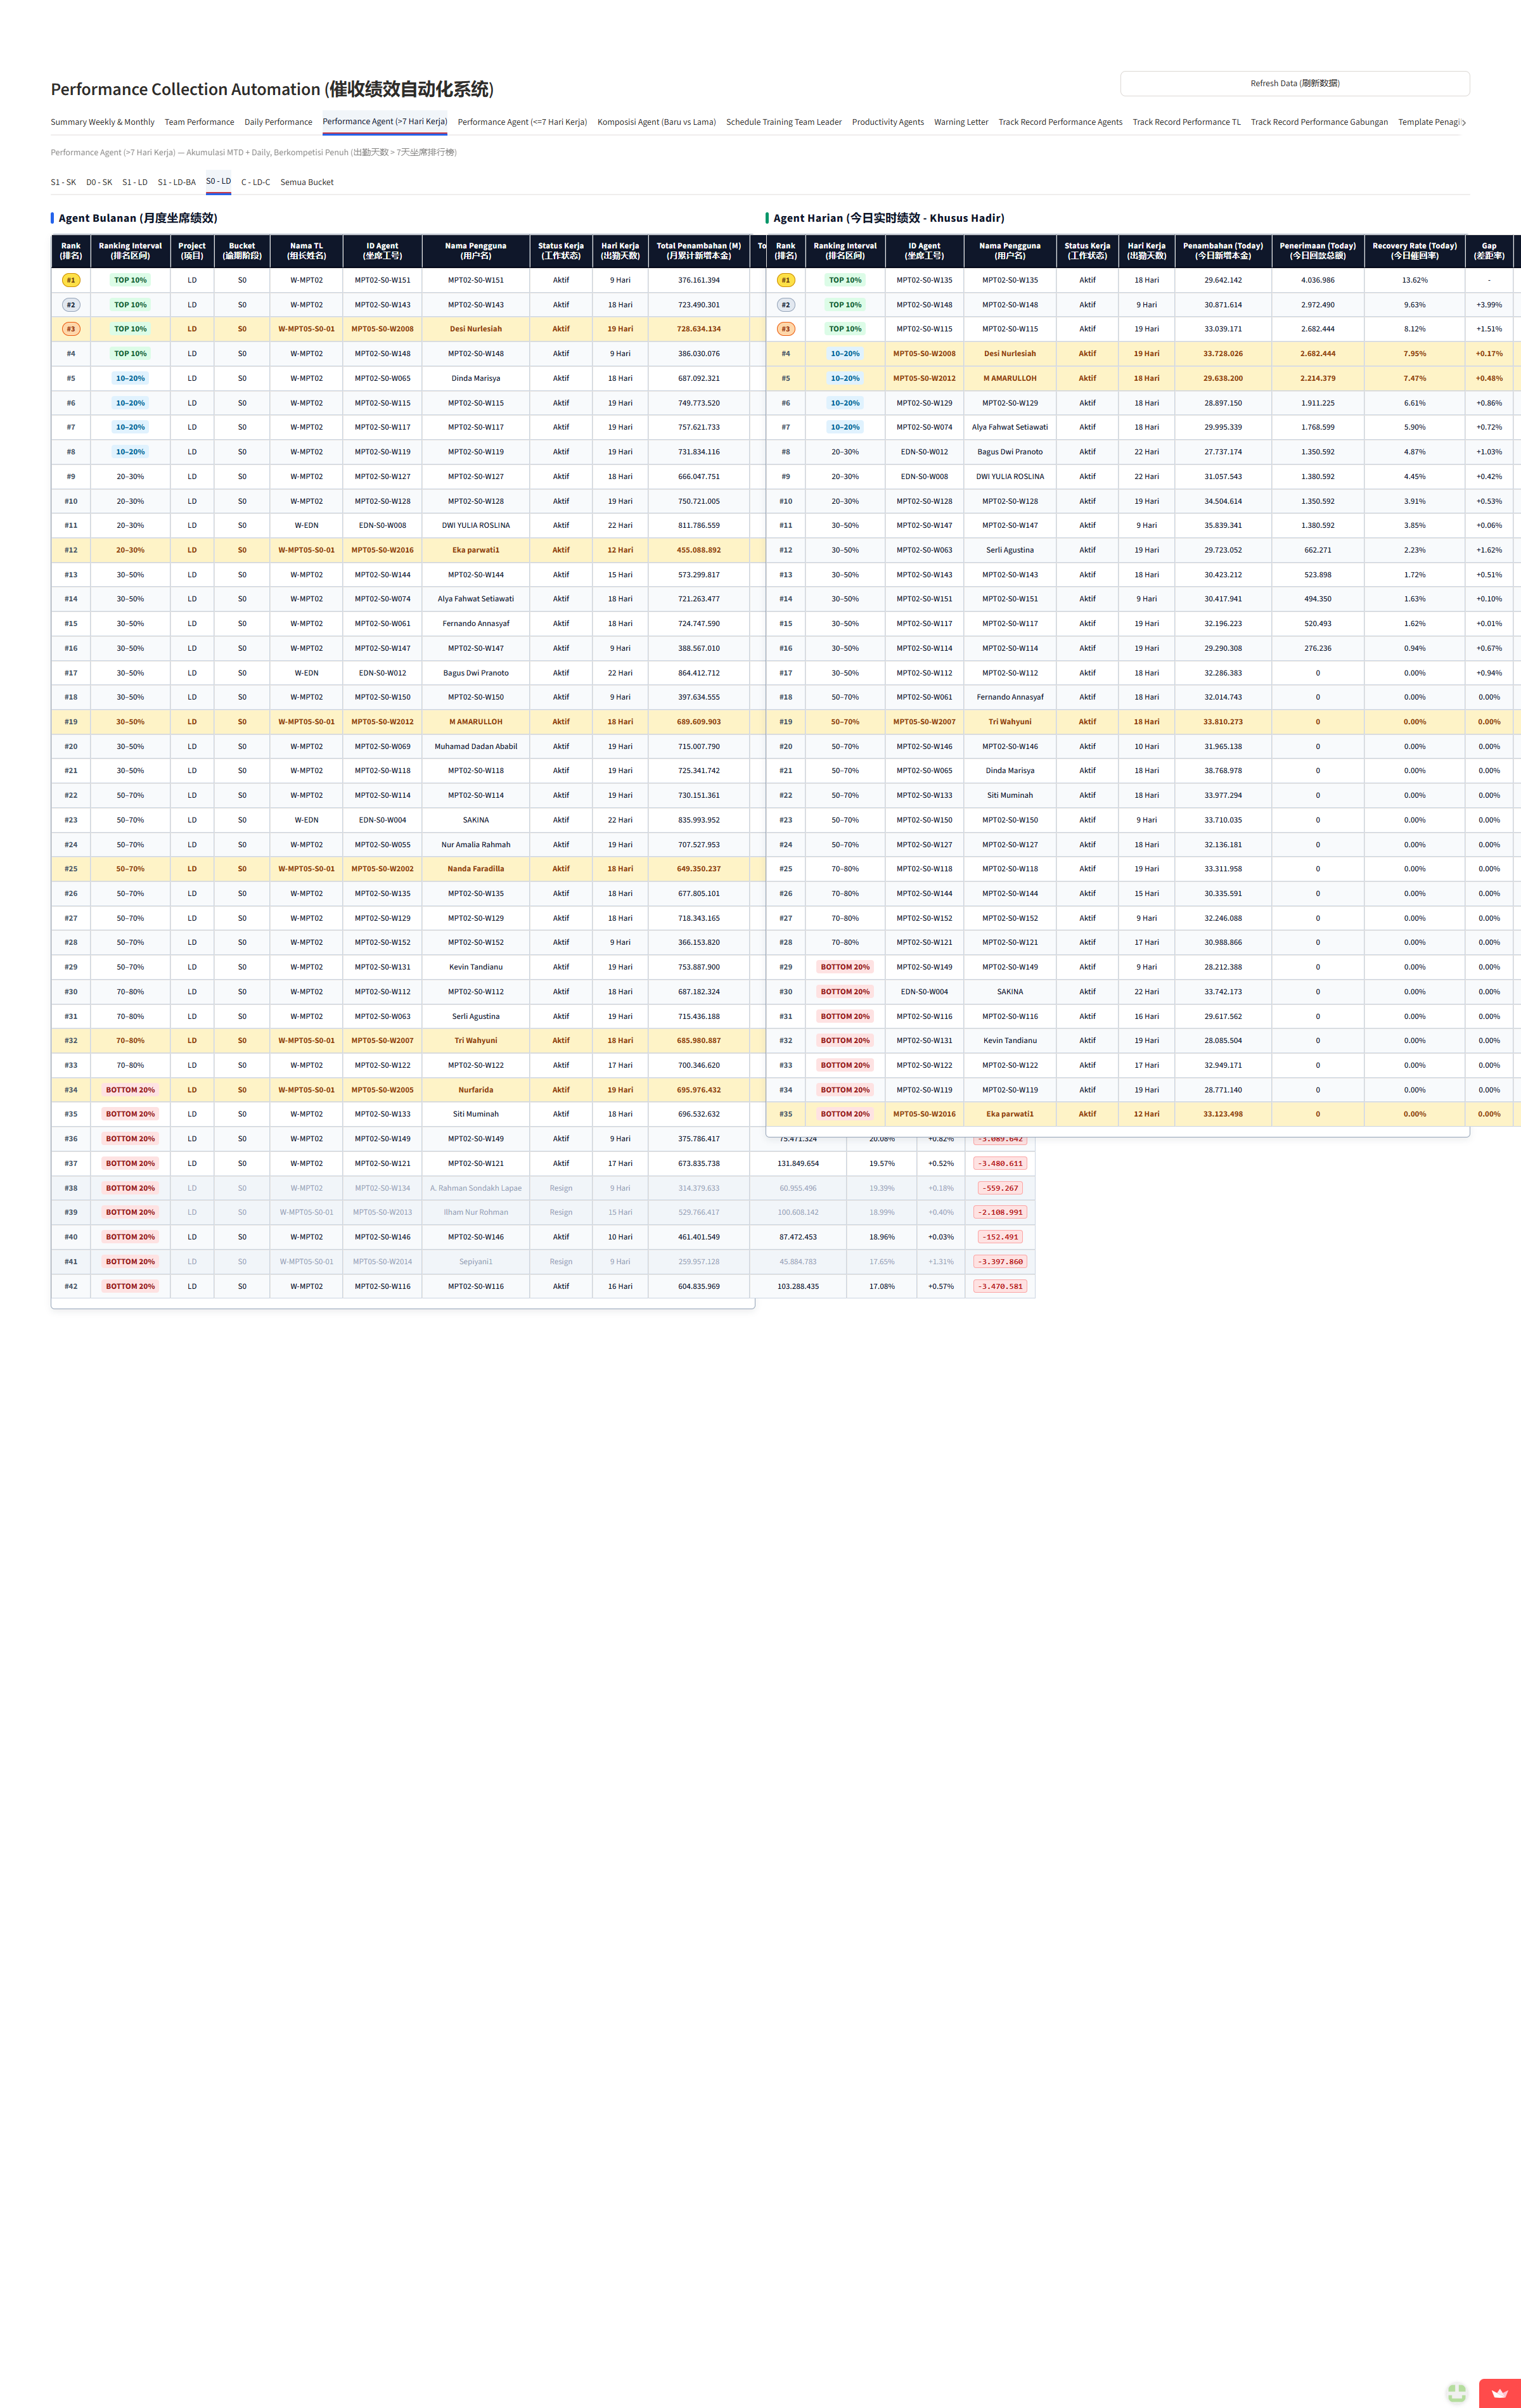 Performance Collection Automation (催收绩效自动化系统)
Refresh Data (刷新数据)
Summary Weekly & Monthly Team Performance Daily Performance Performance Agent (>7 Hari Kerja) Performance Agent (<=7 Hari Kerja) Komposisi Agent (Baru vs Lama) Schedule Training Team Leader Productivity Agents Warning Letter Track Record Performance Agents Track Record Performance TL Track Record Performance Gabungan Template Penagi
Performance Agent (>7 Hari Kerja) — Akumulasi MTD + Daily, Berkompetisi Penuh (出勤天数 > 7天坐席排行榜)
S1 - SK D0 - SK S1 - LD S1 - LD-BA S0 - LD C - LD-C Semua Bucket
Agent Bulanan (月度坐席绩效)
Rank Ranking Interval Project Bucket Nama TL ID Agent Nama Pengguna Status Kerja Hari Kerja Total Penambahan (M) To
(排名) (排名区间) (项目) (逾期阶段) (组长姓名) (坐席工号) (用户名) (工作状态) (出勤天数) (月累计新增本金)
#1 TOP 10% LD S0 W-MPT02 MPT02-S0-W151 MPT02-S0-W151 Aktif 9 Hari 376.161.394
#2 TOP 10% LD S0 W-MPT02 MPT02-S0-W143 MPT02-S0-W143 Aktif 18 Hari 723.490.301
#3 TOP 10% LD S0 W-MPT05-S0-01 MPT05-S0-W2008 Desi Nurlesiah Aktif 19 Hari 728.634.134
#4 TOP 10% LD S0 W-MPT02 MPT02-S0-W148 MPT02-S0-W148 Aktif 9 Hari 386.030.076
#5 10–20% LD S0 W-MPT02 MPT02-S0-W065 Dinda Marisya Aktif 18 Hari 687.092.321
#6 10–20% LD S0 W-MPT02 MPT02-S0-W115 MPT02-S0-W115 Aktif 19 Hari 749.773.520
#7 10–20% LD S0 W-MPT02 MPT02-S0-W117 MPT02-S0-W117 Aktif 19 Hari 757.621.733
#8 10–20% LD S0 W-MPT02 MPT02-S0-W119 MPT02-S0-W119 Aktif 19 Hari 731.834.116
#9 20–30% LD S0 W-MPT02 MPT02-S0-W127 MPT02-S0-W127 Aktif 18 Hari 666.047.751
#10 20–30% LD S0 W-MPT02 MPT02-S0-W128 MPT02-S0-W128 Aktif 19 Hari 750.721.005
#11 20–30% LD S0 W-EDN EDN-S0-W008 DWI YULIA ROSLINA Aktif 22 Hari 811.786.559
#12 20–30% LD S0 W-MPT05-S0-01 MPT05-S0-W2016 Eka parwati1 Aktif 12 Hari 455.088.892
#13 30–50% LD S0 W-MPT02 MPT02-S0-W144 MPT02-S0-W144 Aktif 15 Hari 573.299.817
#14 30–50% LD S0 W-MPT02 MPT02-S0-W074 Alya Fahwat Setiawati Aktif 18 Hari 721.263.477
#15 30–50% LD S0 W-MPT02 MPT02-S0-W061 Fernando Annasyaf Aktif 18 Hari 724.747.590
#16 30–50% LD S0 W-MPT02 MPT02-S0-W147 MPT02-S0-W147 Aktif 9 Hari 388.567.010
#17 30–50% LD S0 W-EDN EDN-S0-W012 Bagus Dwi Pranoto Aktif 22 Hari 864.412.712
#18 30–50% LD S0 W-MPT02 MPT02-S0-W150 MPT02-S0-W150 Aktif 9 Hari 397.634.555
#19 30–50% LD S0 W-MPT05-S0-01 MPT05-S0-W2012 M AMARULLOH Aktif 18 Hari 689.609.903
#20 30–50% LD S0 W-MPT02 MPT02-S0-W069 Muhamad Dadan Ababil Aktif 19 Hari 715.007.790
#21 30–50% LD S0 W-MPT02 MPT02-S0-W118 MPT02-S0-W118 Aktif 19 Hari 725.341.742
#22 50–70% LD S0 W-MPT02 MPT02-S0-W114 MPT02-S0-W114 Aktif 19 Hari 730.151.361
#23 50–70% LD S0 W-EDN EDN-S0-W004 SAKINA Aktif 22 Hari 835.993.952
#24 50–70% LD S0 W-MPT02 MPT02-S0-W055 Nur Amalia Rahmah Aktif 19 Hari 707.527.953
#25 50–70% LD S0 W-MPT05-S0-01 MPT05-S0-W2002 Nanda Faradilla Aktif 18 Hari 649.350.237
#26 50–70% LD S0 W-MPT02 MPT02-S0-W135 MPT02-S0-W135 Aktif 18 Hari 677.805.101
#27 50–70% LD S0 W-MPT02 MPT02-S0-W129 MPT02-S0-W129 Aktif 18 Hari 718.343.165
#28 50–70% LD S0 W-MPT02 MPT02-S0-W152 MPT02-S0-W152 Aktif 9 Hari 366.153.820
#29 50–70% LD S0 W-MPT02 MPT02-S0-W131 Kevin Tandianu Aktif 19 Hari 753.887.900
#30 70–80% LD S0 W-MPT02 MPT02-S0-W112 MPT02-S0-W112 Aktif 18 Hari 687.182.324
#31 70–80% LD S0 W-MPT02 MPT02-S0-W063 Serli Agustina Aktif 19 Hari 715.436.188
#32 70–80% LD S0 W-MPT05-S0-01 MPT05-S0-W2007 Tri Wahyuni Aktif 18 Hari 685.980.887
#33 70–80% LD S0 W-MPT02 MPT02-S0-W122 MPT02-S0-W122 Aktif 17 Hari 700.346.620
#34 BOTTOM 20% LD S0 W-MPT05-S0-01 MPT05-S0-W2005 Nurfarida Aktif 19 Hari 695.976.432
#35 BOTTOM 20% LD S0 W-MPT02 MPT02-S0-W133 Siti Muminah Aktif 18 Hari 696.532.632
#36 BOTTOM 20% LD S0 W-MPT02 MPT02-S0-W149 MPT02-S0-W149 Aktif 9 Hari 375.786.417 75.471.324 20.08% +0.82% -3.089.642
#37 BOTTOM 20% LD S0 W-MPT02 MPT02-S0-W121 MPT02-S0-W121 Aktif 17 Hari 673.835.738 131.849.654 19.57% +0.52% -3.480.611
#38 BOTTOM 20% LD S0 W-MPT02 MPT02-S0-W134 A. Rahman Sondakh Lapae Resign 9 Hari 314.379.633 60.955.496 19.39% +0.18% -559.267
#39 BOTTOM 20% LD S0 W-MPT05-S0-01 MPT05-S0-W2013 Ilham Nur Rohman Resign 15 Hari 529.766.417 100.608.142 18.99% +0.40% -2.108.991
#40 BOTTOM 20% LD S0 W-MPT02 MPT02-S0-W146 MPT02-S0-W146 Aktif 10 Hari 461.401.549 87.472.453 18.96% +0.03% -152.491
#41 BOTTOM 20% LD S0 W-MPT05-S0-01 MPT05-S0-W2014 Sepiyani1 Resign 9 Hari 259.957.128 45.884.783 17.65% +1.31% -3.397.860
#42 BOTTOM 20% LD S0 W-MPT02 MPT02-S0-W116 MPT02-S0-W116 Aktif 16 Hari 604.835.969 103.288.435 17.08% +0.57% -3.470.581
Agent Harian (今日实时绩效 - Khusus Hadir)
Rank Ranking Interval ID Agent Nama Pengguna Status Kerja Hari Kerja Penambahan (Today) Penerimaan (Today) Recovery Rate (Today) Gap
(排名) (排名区间) (坐席工号) (用户名) (工作状态) (出勤天数) (今日新增本金) (今日回款总额) (今日催回率) (差距率)
#1 TOP 10% MPT02-S0-W135 MPT02-S0-W135 Aktif 18 Hari 29.642.142 4.036.986 13.62% -
#2 TOP 10% MPT02-S0-W148 MPT02-S0-W148 Aktif 9 Hari 30.871.614 2.972.490 9.63% +3.99%
#3 TOP 10% MPT02-S0-W115 MPT02-S0-W115 Aktif 19 Hari 33.039.171 2.682.444 8.12% +1.51%
#4 10–20% MPT05-S0-W2008 Desi Nurlesiah Aktif 19 Hari 33.728.026 2.682.444 7.95% +0.17%
#5 10–20% MPT05-S0-W2012 M AMARULLOH Aktif 18 Hari 29.638.200 2.214.379 7.47% +0.48%
#6 10–20% MPT02-S0-W129 MPT02-S0-W129 Aktif 18 Hari 28.897.150 1.911.225 6.61% +0.86%
#7 10–20% MPT02-S0-W074 Alya Fahwat Setiawati Aktif 18 Hari 29.995.339 1.768.599 5.90% +0.72%
#8 20–30% EDN-S0-W012 Bagus Dwi Pranoto Aktif 22 Hari 27.737.174 1.350.592 4.87% +1.03%
#9 20–30% EDN-S0-W008 DWI YULIA ROSLINA Aktif 22 Hari 31.057.543 1.380.592 4.45% +0.42%
#10 20–30% MPT02-S0-W128 MPT02-S0-W128 Aktif 19 Hari 34.504.614 1.350.592 3.91% +0.53%
#11 30–50% MPT02-S0-W147 MPT02-S0-W147 Aktif 9 Hari 35.839.341 1.380.592 3.85% +0.06%
#12 30–50% MPT02-S0-W063 Serli Agustina Aktif 19 Hari 29.723.052 662.271 2.23% +1.62%
#13 30–50% MPT02-S0-W143 MPT02-S0-W143 Aktif 18 Hari 30.423.212 523.898 1.72% +0.51%
#14 30–50% MPT02-S0-W151 MPT02-S0-W151 Aktif 9 Hari 30.417.941 494.350 1.63% +0.10%
#15 30–50% MPT02-S0-W117 MPT02-S0-W117 Aktif 19 Hari 32.196.223 520.493 1.62% +0.01%
#16 30–50% MPT02-S0-W114 MPT02-S0-W114 Aktif 19 Hari 29.290.308 276.236 0.94% +0.67%
#17 30–50% MPT02-S0-W112 MPT02-S0-W112 Aktif 18 Hari 32.286.383 0 0.00% +0.94%
#18 50–70% MPT02-S0-W061 Fernando Annasyaf Aktif 18 Hari 32.014.743 0 0.00% 0.00%
#19 50–70% MPT05-S0-W2007 Tri Wahyuni Aktif 18 Hari 33.810.273 0 0.00% 0.00%
#20 50–70% MPT02-S0-W146 MPT02-S0-W146 Aktif 10 Hari 31.965.138 0 0.00% 0.00%
#21 50–70% MPT02-S0-W065 Dinda Marisya Aktif 18 Hari 38.768.978 0 0.00% 0.00%
#22 50–70% MPT02-S0-W133 Siti Muminah Aktif 18 Hari 33.977.294 0 0.00% 0.00%
#23 50–70% MPT02-S0-W150 MPT02-S0-W150 Aktif 9 Hari 33.710.035 0 0.00% 0.00%
#24 50–70% MPT02-S0-W127 MPT02-S0-W127 Aktif 18 Hari 32.136.181 0 0.00% 0.00%
#25 70–80% MPT02-S0-W118 MPT02-S0-W118 Aktif 19 Hari 33.311.958 0 0.00% 0.00%
#26 70–80% MPT02-S0-W144 MPT02-S0-W144 Aktif 15 Hari 30.335.591 0 0.00% 0.00%
#27 70–80% MPT02-S0-W152 MPT02-S0-W152 Aktif 9 Hari 32.246.088 0 0.00% 0.00%
#28 70–80% MPT02-S0-W121 MPT02-S0-W121 Aktif 17 Hari 30.988.866 0 0.00% 0.00%
#29 BOTTOM 20% MPT02-S0-W149 MPT02-S0-W149 Aktif 9 Hari 28.212.388 0 0.00% 0.00%
#30 BOTTOM 20% EDN-S0-W004 SAKINA Aktif 22 Hari 33.742.173 0 0.00% 0.00%
#31 BOTTOM 20% MPT02-S0-W116 MPT02-S0-W116 Aktif 16 Hari 29.617.562 0 0.00% 0.00%
#32 BOTTOM 20% MPT02-S0-W131 Kevin Tandianu Aktif 19 Hari 28.085.504 0 0.00% 0.00%
#33 BOTTOM 20% MPT02-S0-W122 MPT02-S0-W122 Aktif 17 Hari 32.949.171 0 0.00% 0.00%
#34 BOTTOM 20% MPT02-S0-W119 MPT02-S0-W119 Aktif 19 Hari 28.771.140 0 0.00% 0.00%
#35 BOTTOM 20% MPT05-S0-W2016 Eka parwati1 Aktif 12 Hari 33.123.498 0 0.00% 0.00%